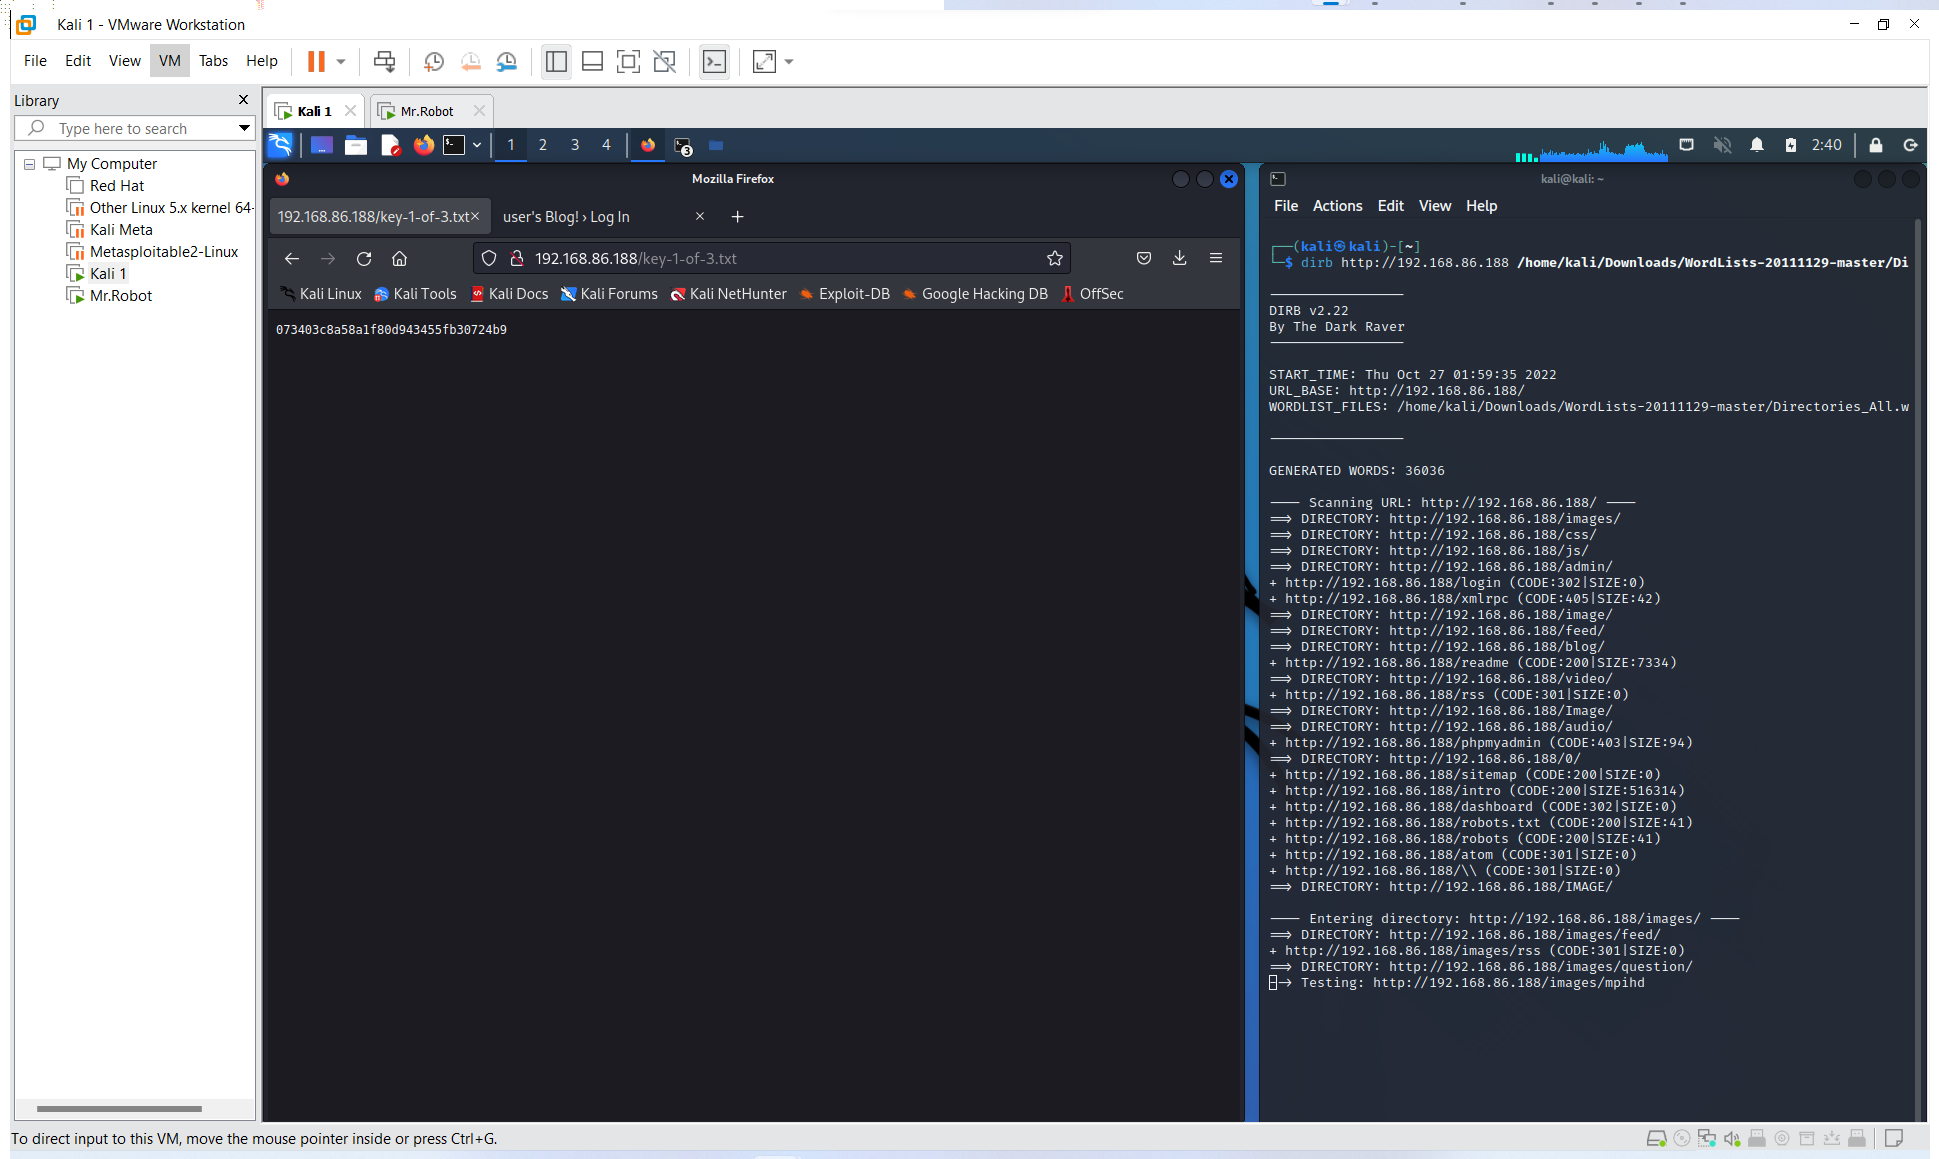 Kali 1 - VMware Workstation
File Edit View VM Tabs Help
Library
Type here to search
My Computer
Red Hat
Other Linux 5.x kernel 64-
Kali Meta
Metasploitable2-Linux
Kali 1
Mr.Robot
Kali 1
Mr.Robot
1 2 3 4
3
2:40
Mozilla Firefox
192.168.86.188/key-1-of-3.txt
user's Blog! › Log In
192.168.86.188/key-1-of-3.txt
Kali Linux Kali Tools Kali Docs Kali Forums Kali NetHunter Exploit-DB Google Hacking DB OffSec
073403c8a58a1f80d943455fb30724b9
kali@kali: ~
File Actions Edit View Help
┌──(kali㉿kali)-[~]
└─$ dirb http://192.168.86.188 /home/kali/Downloads/WordLists-20111129-master/Di
-----------------
DIRB v2.22
By The Dark Raver
-----------------
START_TIME: Thu Oct 27 01:59:35 2022
URL_BASE: http://192.168.86.188/
WORDLIST_FILES: /home/kali/Downloads/WordLists-20111129-master/Directories_All.w
-----------------
GENERATED WORDS: 36036
---- Scanning URL: http://192.168.86.188/ ----
==> DIRECTORY: http://192.168.86.188/images/
==> DIRECTORY: http://192.168.86.188/css/
==> DIRECTORY: http://192.168.86.188/js/
==> DIRECTORY: http://192.168.86.188/admin/
+ http://192.168.86.188/login (CODE:302|SIZE:0)
+ http://192.168.86.188/xmlrpc (CODE:405|SIZE:42)
==> DIRECTORY: http://192.168.86.188/image/
==> DIRECTORY: http://192.168.86.188/feed/
==> DIRECTORY: http://192.168.86.188/blog/
+ http://192.168.86.188/readme (CODE:200|SIZE:7334)
==> DIRECTORY: http://192.168.86.188/video/
+ http://192.168.86.188/rss (CODE:301|SIZE:0)
==> DIRECTORY: http://192.168.86.188/Image/
==> DIRECTORY: http://192.168.86.188/audio/
+ http://192.168.86.188/phpmyadmin (CODE:403|SIZE:94)
==> DIRECTORY: http://192.168.86.188/0/
+ http://192.168.86.188/sitemap (CODE:200|SIZE:0)
+ http://192.168.86.188/intro (CODE:200|SIZE:516314)
+ http://192.168.86.188/dashboard (CODE:302|SIZE:0)
+ http://192.168.86.188/robots.txt (CODE:200|SIZE:41)
+ http://192.168.86.188/robots (CODE:200|SIZE:41)
+ http://192.168.86.188/atom (CODE:301|SIZE:0)
+ http://192.168.86.188/\\ (CODE:301|SIZE:0)
==> DIRECTORY: http://192.168.86.188/IMAGE/
---- Entering directory: http://192.168.86.188/images/ ----
==> DIRECTORY: http://192.168.86.188/images/feed/
+ http://192.168.86.188/images/rss (CODE:301|SIZE:0)
==> DIRECTORY: http://192.168.86.188/images/question/
--> Testing: http://192.168.86.188/images/mpihd
To direct input to this VM, move the mouse pointer inside or press Ctrl+G.